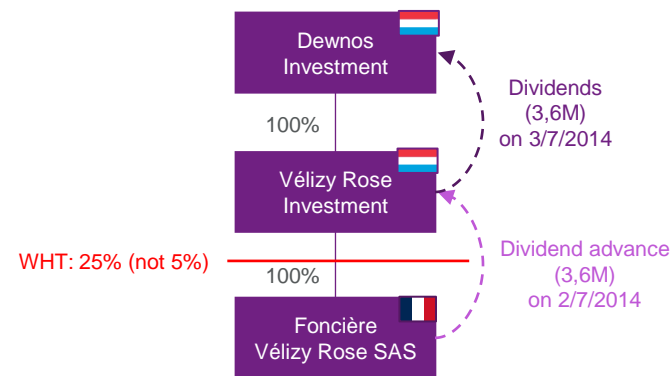 Dewnos
Investment
Dividends
(3,6M)
on 3/7/2014
100%
Vélizy Rose
Investment
WHT: 25% (not 5%)
100%
Dividend advance
(3,6M)
on 2/7/2014
Foncière
Vélizy Rose SAS